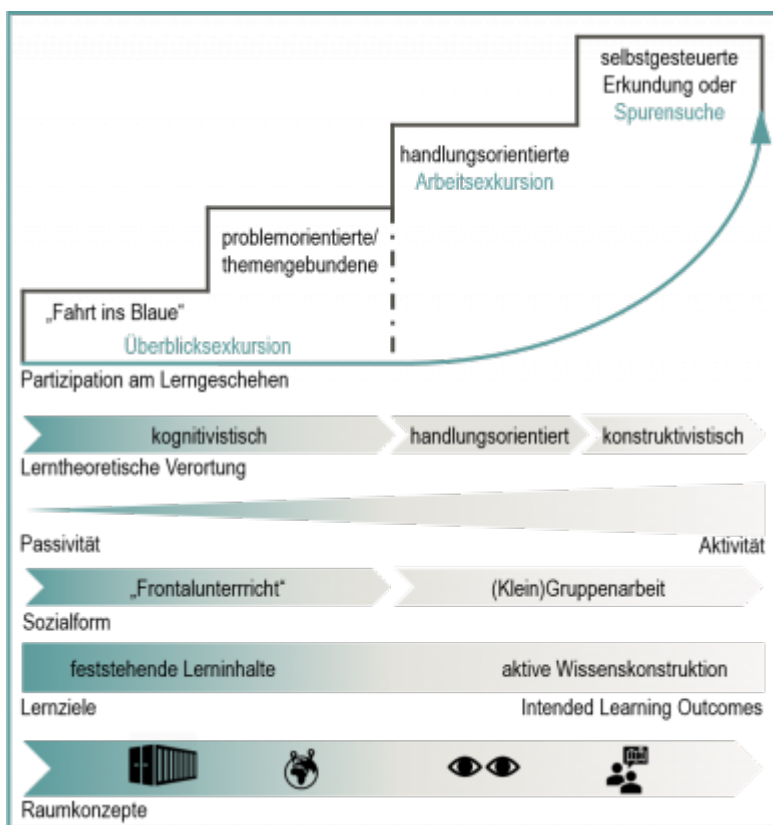 selbstgesteuerte
Erkundung oder
Spurensuche
handlungsorientierte
Arbeitsexkursion
problemorientierte/
themengebundene
„Fahrt ins Blaue“
Überblicksexkursion
Partizipation am Lerngeschehen
kognitivistisch handlungsorientiert konstruktivistisch
Lerntheoretische Verortung
Passivität Aktivität
„Frontalunterrricht“ (Klein)Gruppenarbeit
Sozialform
feststehende Lerninhalte aktive Wissenskonstruktion
Lernziele Intended Learning Outcomes
Raumkonzepte